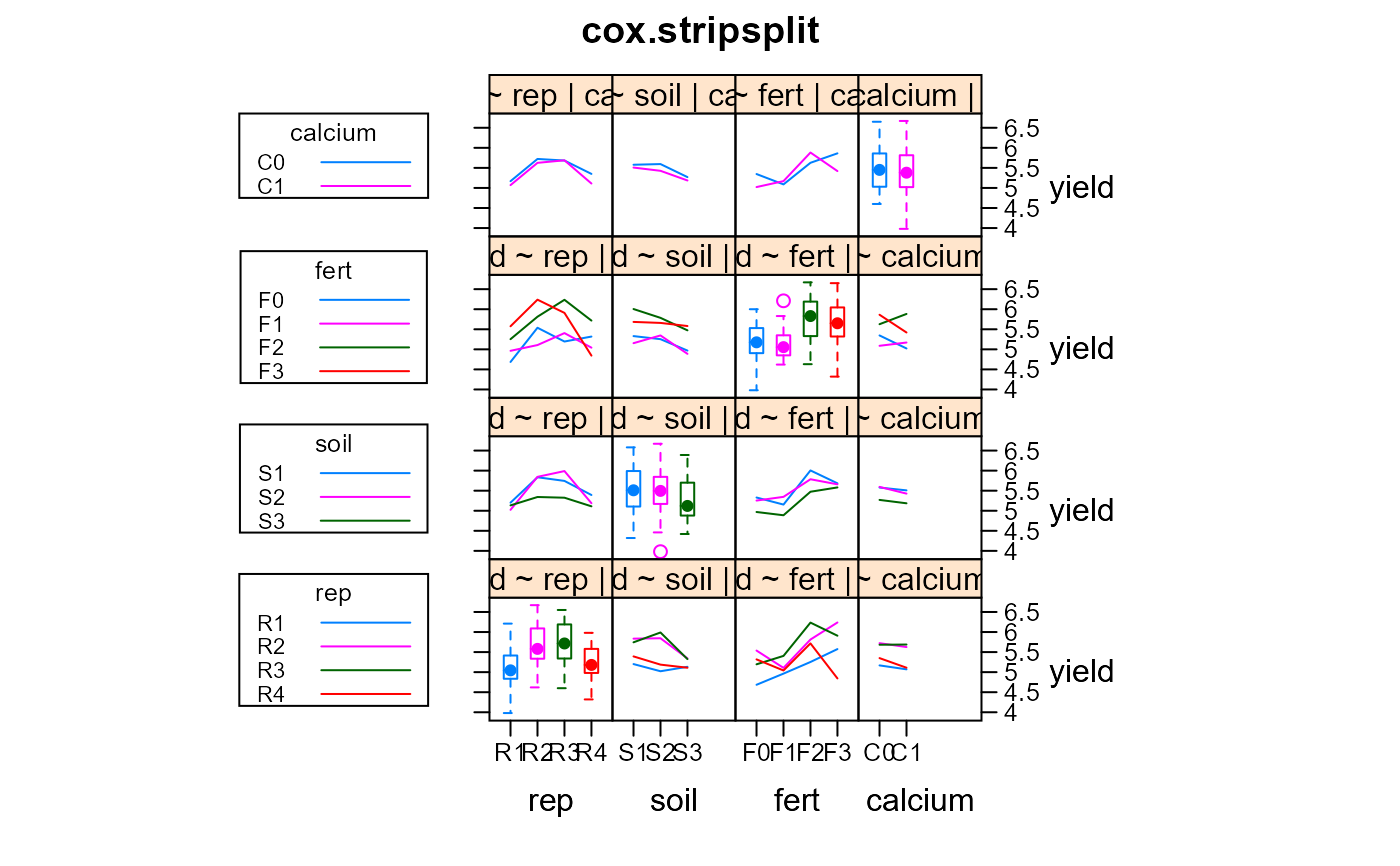 cox.stripsplit
~ rep | ca ~ soil | ca ~ fert | ca calcium |
calcium
C0
C1
6.5
6
5.5
5
4.5
4
yield
d ~ rep | d ~ soil | d ~ fert | ~ calcium
fert
F0
F1
F2
F3
6.5
6
5.5
5
4.5
4
yield
d ~ rep | d ~ soil | d ~ fert | ~ calcium
soil
S1
S2
S3
6.5
6
5.5
5
4.5
4
yield
d ~ rep | d ~ soil | d ~ fert | ~ calcium
rep
R1
R2
R3
R4
6.5
6
5.5
5
4.5
4
yield
R1 R2 R3 R4 S1 S2 S3 F0 F1 F2 F3 C0 C1
rep soil fert calcium